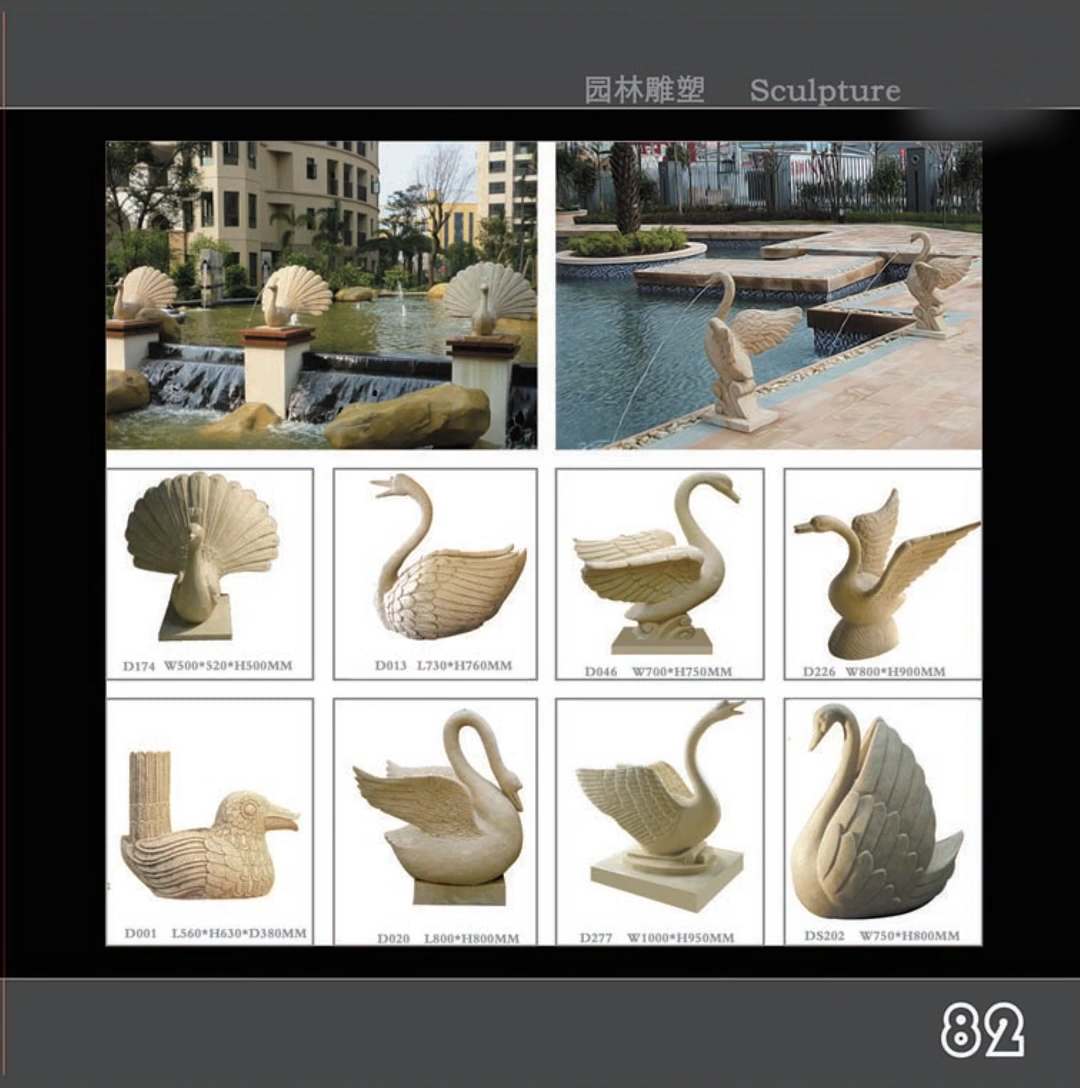 园林雕塑 Sculpture
D174 W500*520*H500MM
D013 L730*H760MM
D046 W700*H750MM
D226 W800*H900MM
D001 L560*H630*D380MM
D020 L800*H800MM
D277 W1000*H950MM
DS202 W750*H800MM
82